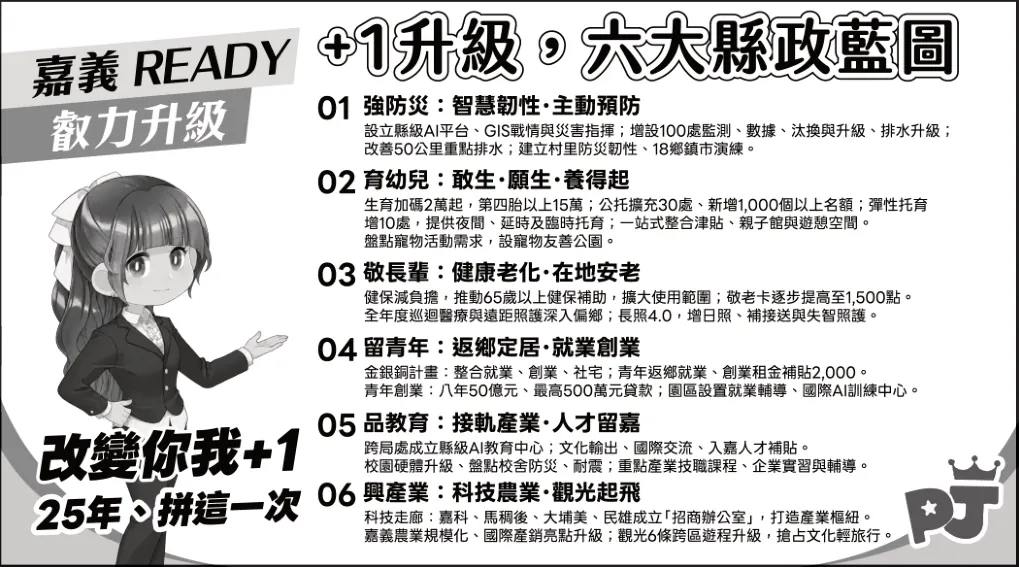 嘉義 READY
叡力升級
+1升級，六大縣政藍圖
01 強防災：智慧韌性·主動預防
設立縣級AI平台、GIS戰情與災害指揮；增設100處監測、數據、汰換與升級、排水升級；
改善50公里重點排水；建立村里防災韌性、18鄉鎮市演練。
02 育幼兒：敢生·願生·養得起
生育加碼2萬起，第四胎以上15萬；公托擴充30處、新增1,000個以上名額；彈性托育
增10處，提供夜間、延時及臨時托育；一站式整合津貼、親子館與遊憩空間。
盤點寵物活動需求，設寵物友善公園。
03 敬長輩：健康老化·在地安老
健保減負擔，推動65歲以上健保補助，擴大使用範圍；敬老卡逐步提高至1,500點。
全年度巡迴醫療與遠距照護深入偏鄉；長照4.0，增日照、補接送與失智照護。
04 留青年：返鄉定居·就業創業
金銀銅計畫：整合就業、創業、社宅；青年返鄉就業、創業租金補貼2,000。
青年創業：八年50億元、最高500萬元貸款；園區設置就業輔導、國際AI訓練中心。
05 品教育：接軌產業·人才留嘉
跨局處成立縣級AI教育中心；文化輸出、國際交流、入嘉人才補貼。
校園硬體升級、盤點校舍防災、耐震；重點產業技職課程、企業實習與輔導。
06 興產業：科技農業·觀光起飛
科技走廊：嘉科、馬稠後、大埔美、民雄成立「招商辦公室」，打造產業樞紐。
嘉義農業規模化、國際產銷亮點升級；觀光6條跨區遊程升級，搶占文化輕旅行。
改變你我+1
25年、拼這一次
PJ